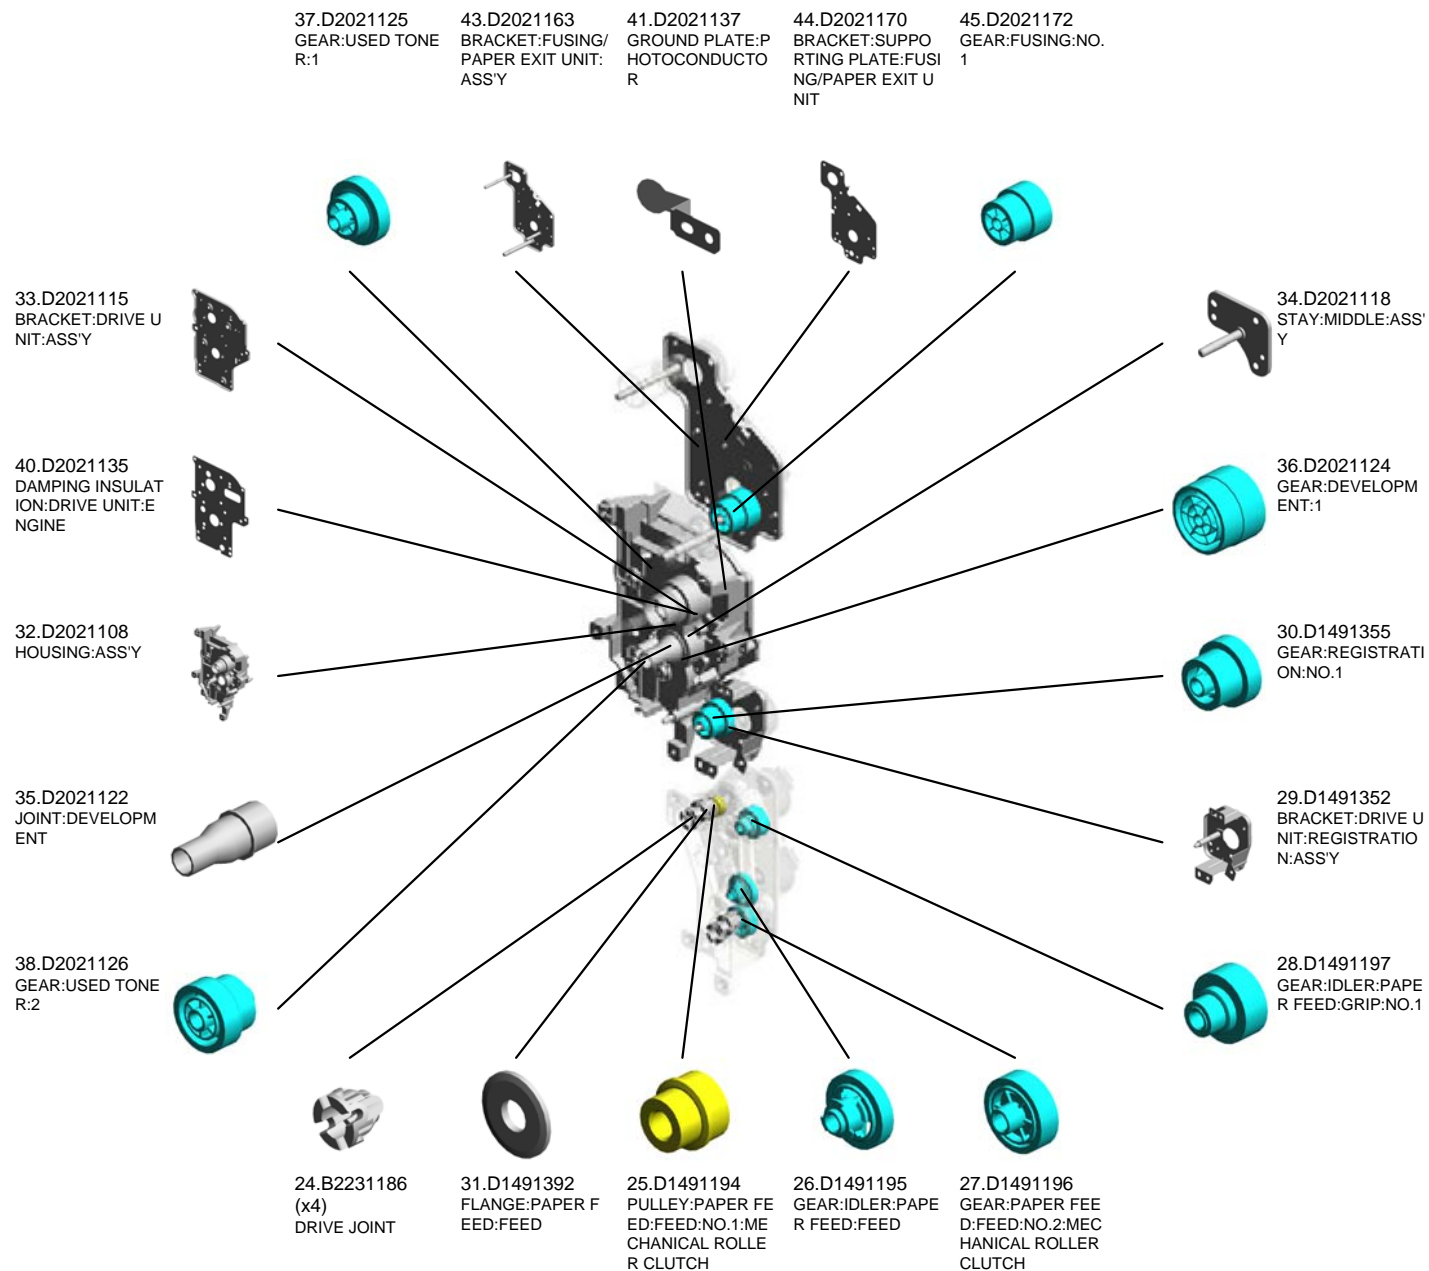 37.D2021125
GEAR:USED TONE
R:1
43.D2021163
BRACKET:FUSING/
PAPER EXIT UNIT:
ASS'Y
41.D2021137
GROUND PLATE:P
HOTOCONDUCTO
R
44.D2021170
BRACKET:SUPPO
RTING PLATE:FUSI
NG/PAPER EXIT U
NIT
45.D2021172
GEAR:FUSING:NO.
1
33.D2021115
BRACKET:DRIVE U
NIT:ASS'Y
34.D2021118
STAY:MIDDLE:ASS'
Y
40.D2021135
DAMPING INSULAT
ION:DRIVE UNIT:E
NGINE
36.D2021124
GEAR:DEVELOPM
ENT:1
32.D2021108
HOUSING:ASS'Y
30.D1491355
GEAR:REGISTRATI
ON:NO.1
35.D2021122
JOINT:DEVELOPM
ENT
29.D1491352
BRACKET:DRIVE U
NIT:REGISTRATIO
N:ASS'Y
38.D2021126
GEAR:USED TONE
R:2
28.D1491197
GEAR:IDLER:PAPE
R FEED:GRIP:NO.1
24.B2231186
(x4)
DRIVE JOINT
31.D1491392
FLANGE:PAPER F
EED:FEED
25.D1491194
PULLEY:PAPER FE
ED:FEED:NO.1:ME
CHANICAL ROLLE
R CLUTCH
26.D1491195
GEAR:IDLER:PAPE
R FEED:FEED
27.D1491196
GEAR:PAPER FEE
D:FEED:NO.2:MEC
HANICAL ROLLER
CLUTCH